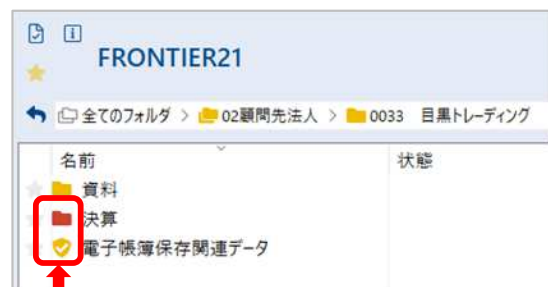 FRONTIER21
全てのフォルダ > 02顧問先法人 > 0033 目黒トレーディング
名前 状態
資料
決算
電子帳簿保存関連データ